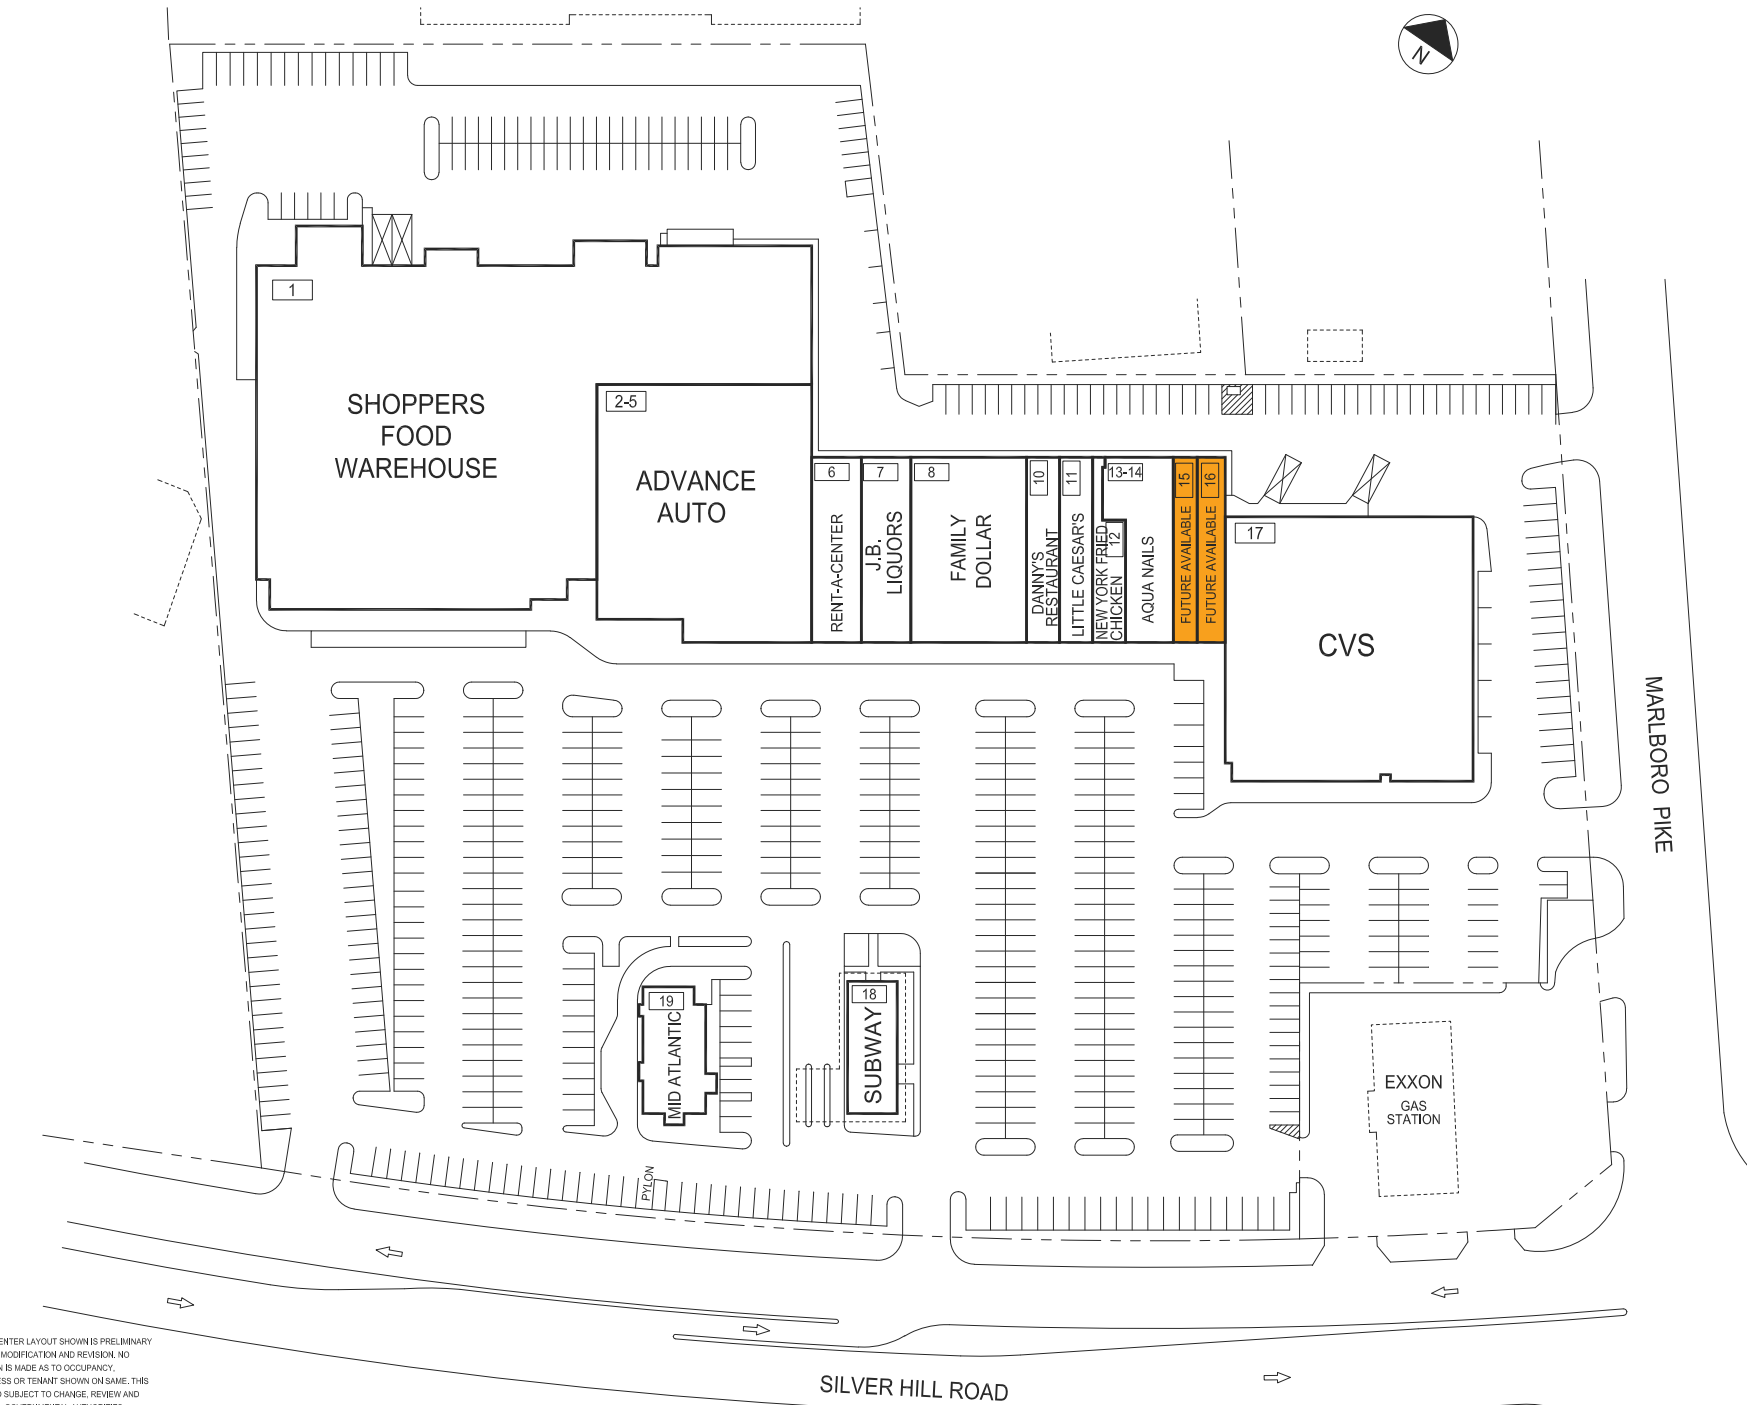 N
1
SHOPPERS
FOOD
WAREHOUSE
2-5
ADVANCE
AUTO
6
RENT-A-CENTER
7
J.B.
LIQUORS
8
FAMILY
DOLLAR
10
DANNY'S
RESTAURANT
11
LITTLE CAESAR'S
12
NEW YORK FRIED
CHICKEN
13-14
AQUA NAILS
15
FUTURE AVAILABLE
16
FUTURE AVAILABLE
17
CVS
MARLBORO PIKE
19
MID ATLANTIC
18
SUBWAY
EXXON
GAS
STATION
PYLON
SILVER HILL ROAD
ENTER LAYOUT SHOWN IS PRELIMINARY
MODIFICATION AND REVISION. NO
N IS MADE AS TO OCCUPANCY,
ESS OR TENANT SHOWN ON SAME. THIS
SUBJECT TO CHANGE, REVIEW AND